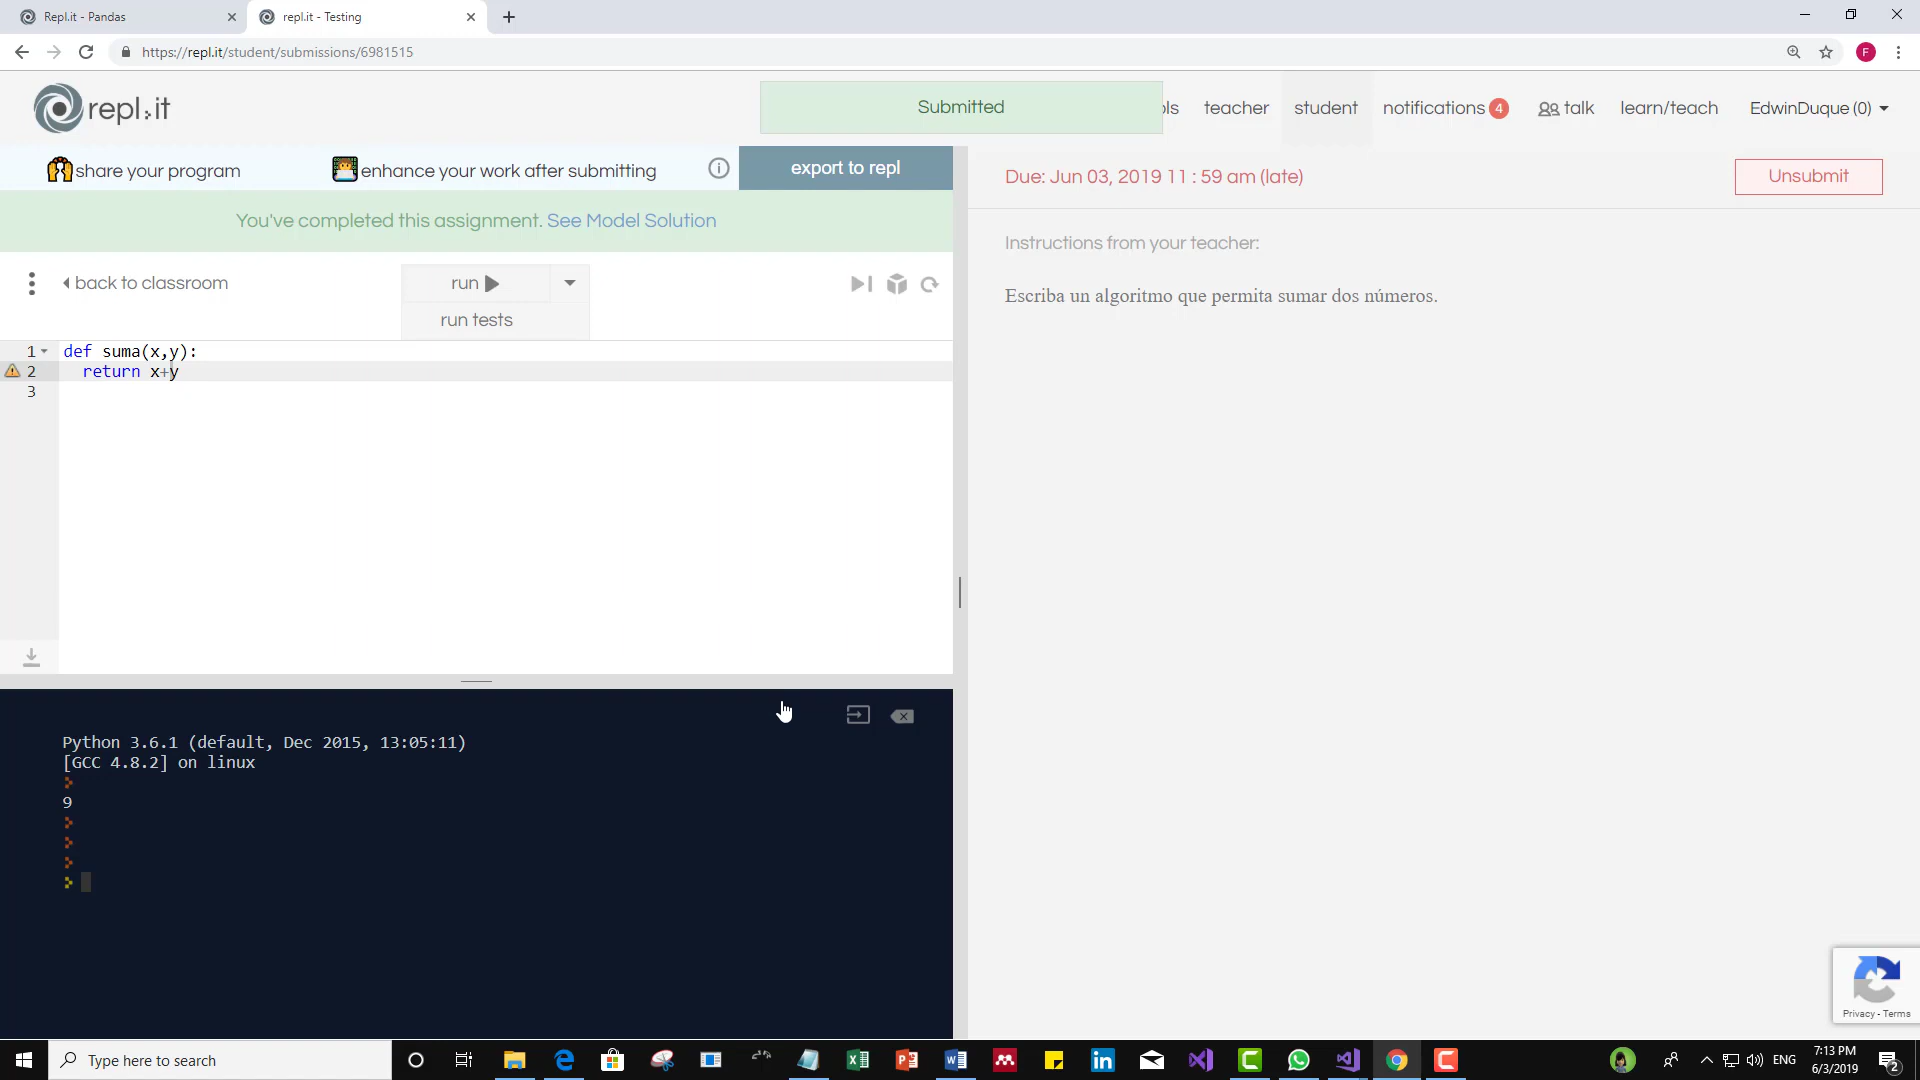 Repl.it - Pandas
repl.it - Testing
https://repl.it/student/submissions/6981515
F
repl.it
Submitted
ls teacher student notifications 4 talk learn/teach EdwinDuque (0)
share your program
enhance your work after submitting
export to repl
Due: Jun 03, 2019 11 : 59 am (late)
Unsubmit
You've completed this assignment. See Model Solution
Instructions from your teacher:
back to classroom
run
run tests
Escriba un algoritmo que permita sumar dos números.
1 def suma(x,y):
2 return x+y
3
Python 3.6.1 (default, Dec 2015, 13:05:11)
[GCC 4.8.2] on linux
9
Privacy - Terms
Type here to search
ENG
7:13 PM
6/3/2019
2